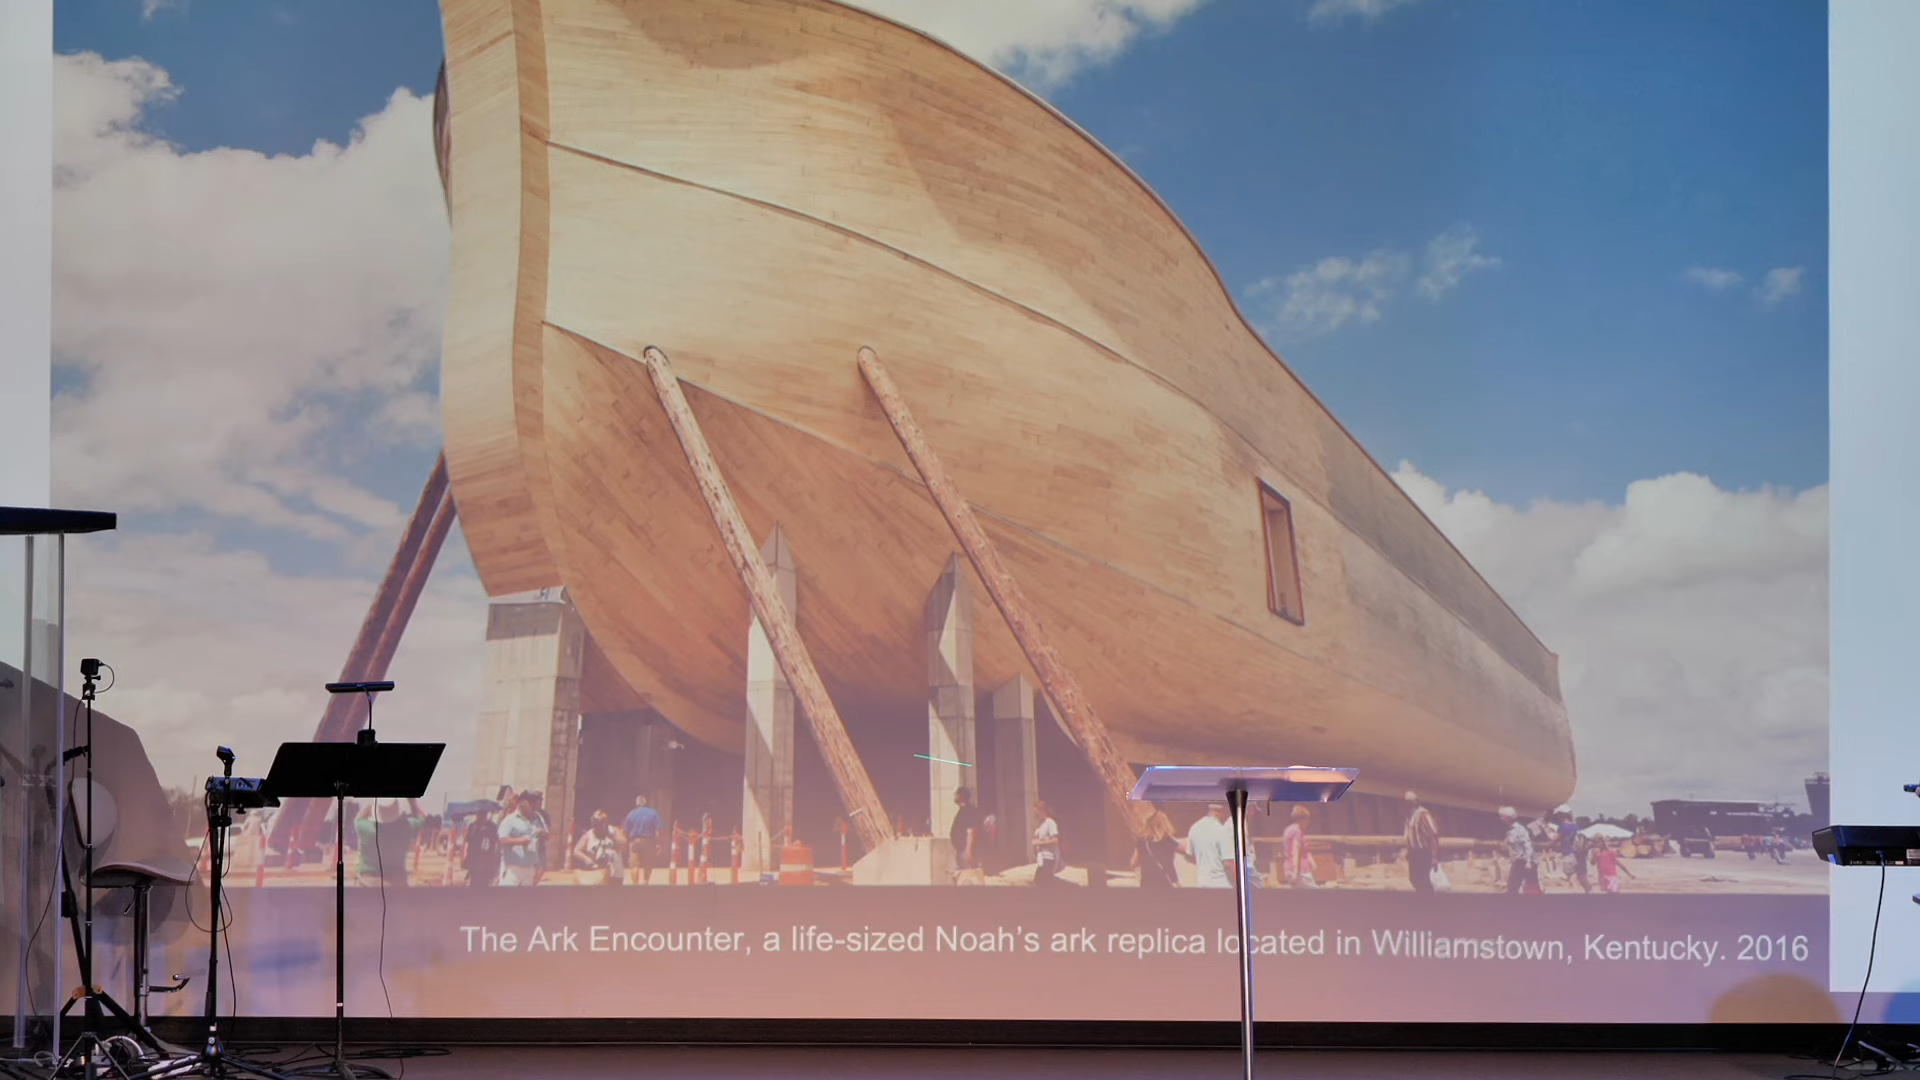 The Ark Encounter, a life-sized Noah’s ark replica located in Williamstown, Kentucky. 2016